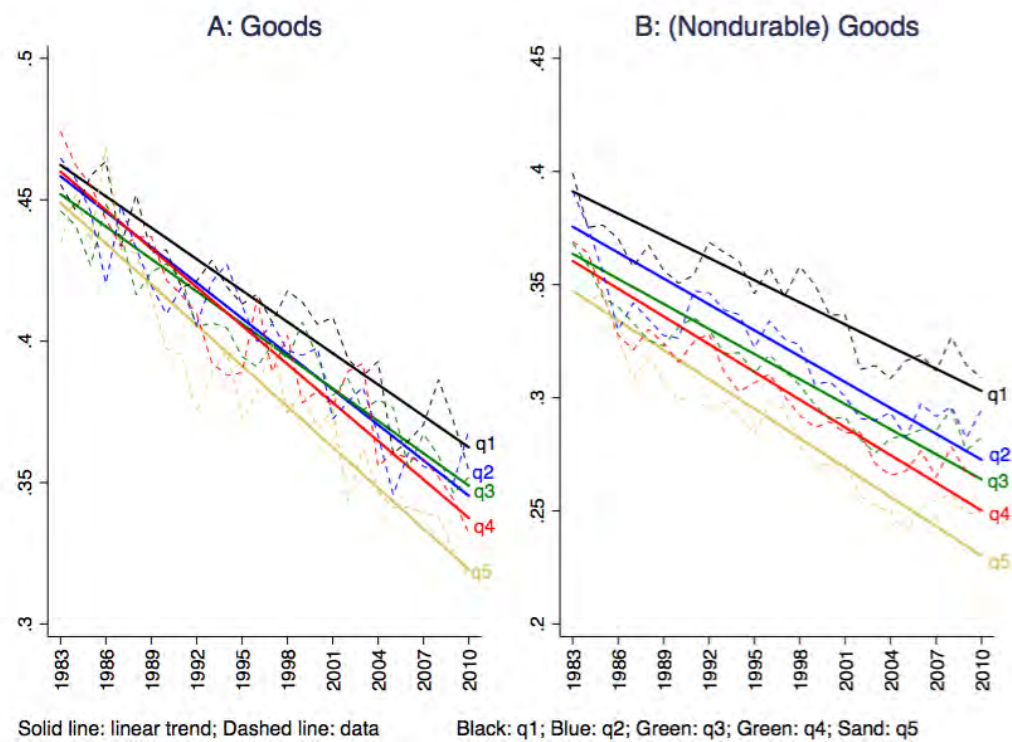 A: Goods
B: (Nondurable) Goods
.5
.45
.4
.35
.3
q1
q2
q3
q4
q5
1983
1986
1989
1992
1995
1998
2001
2004
2007
2010
.45
.4
.35
.3
.25
.2
q1
q2
q3
q4
q5
1983
1986
1989
1992
1995
1998
2001
2004
2007
2010
Solid line: linear trend; Dashed line: data
Black: q1; Blue: q2; Green: q3; Green: q4; Sand: q5